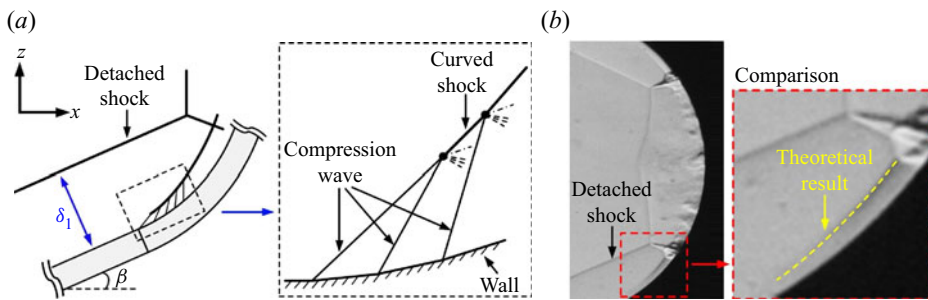 (a)
z
x
Detached
shock
δ1
β
Curved
shock
Compression
wave
Wall
(b)
Detached
shock
Comparison
Theoretical
result